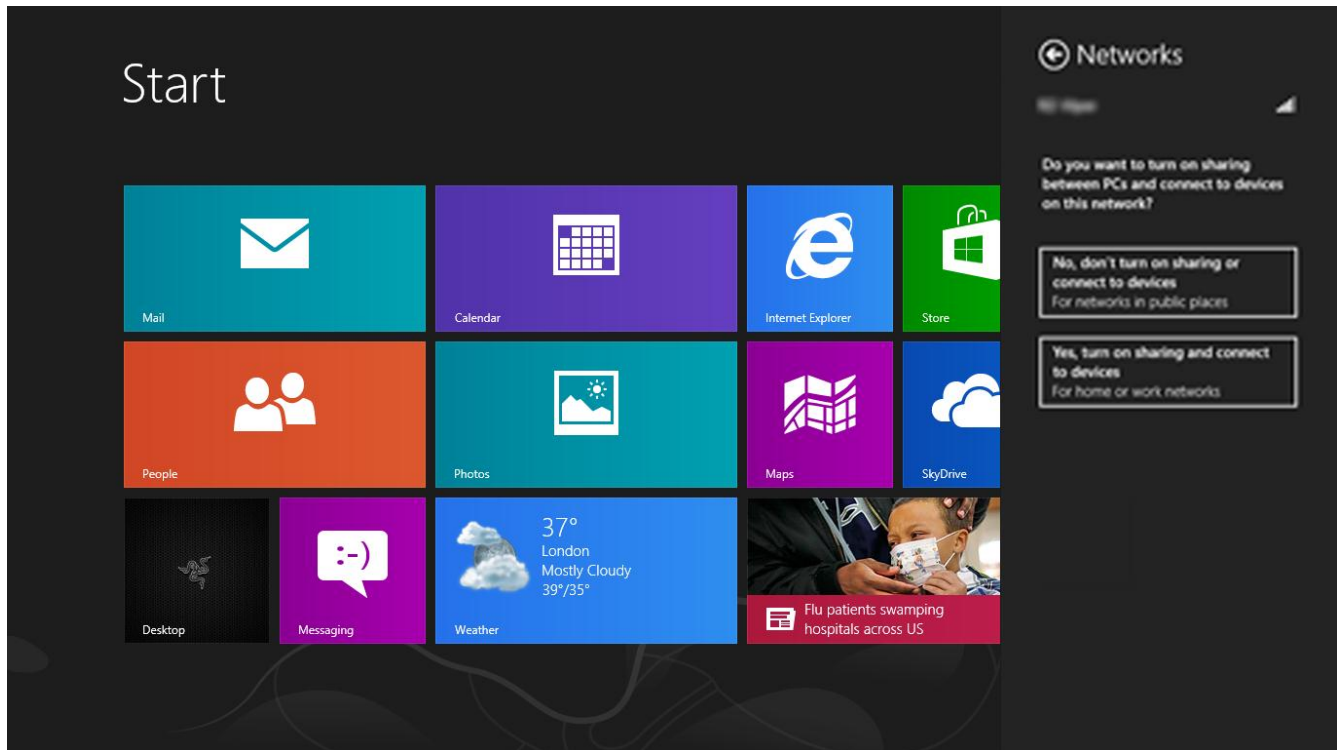 Start
Networks
Do you want to turn on sharing
between PCs and connect to devices
on this network?
No, don't turn on sharing or
connect to devices
For networks in public places
Yes, turn on sharing and connect
to devices
For home or work networks
Mail
Calendar
Internet Explorer
Store
People
Photos
Maps
SkyDrive
Desktop
Messaging
37°
London
Mostly Cloudy
39°/35°
Weather
Flu patients swamping
hospitals across US